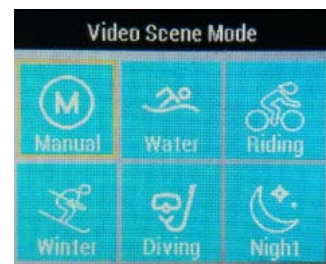 Video Scene Mode
M
Manual
Water
Riding
Winter
Diving
Night